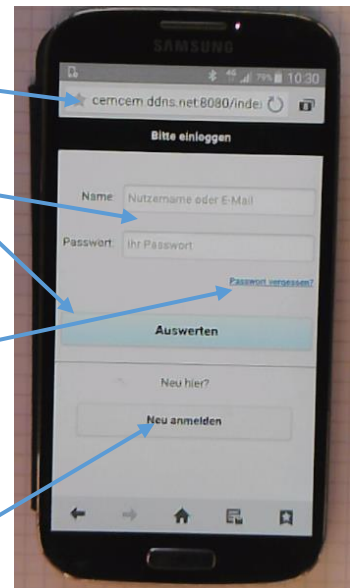 SAMSUNG
79% 10:30
cemcem.ddns.net:8080/index
Bitte einloggen
Name: Nutzername oder E-Mail
Passwort: Ihr Passwort
Passwort vergessen?
Auswerten
Neu hier?
Neu anmelden